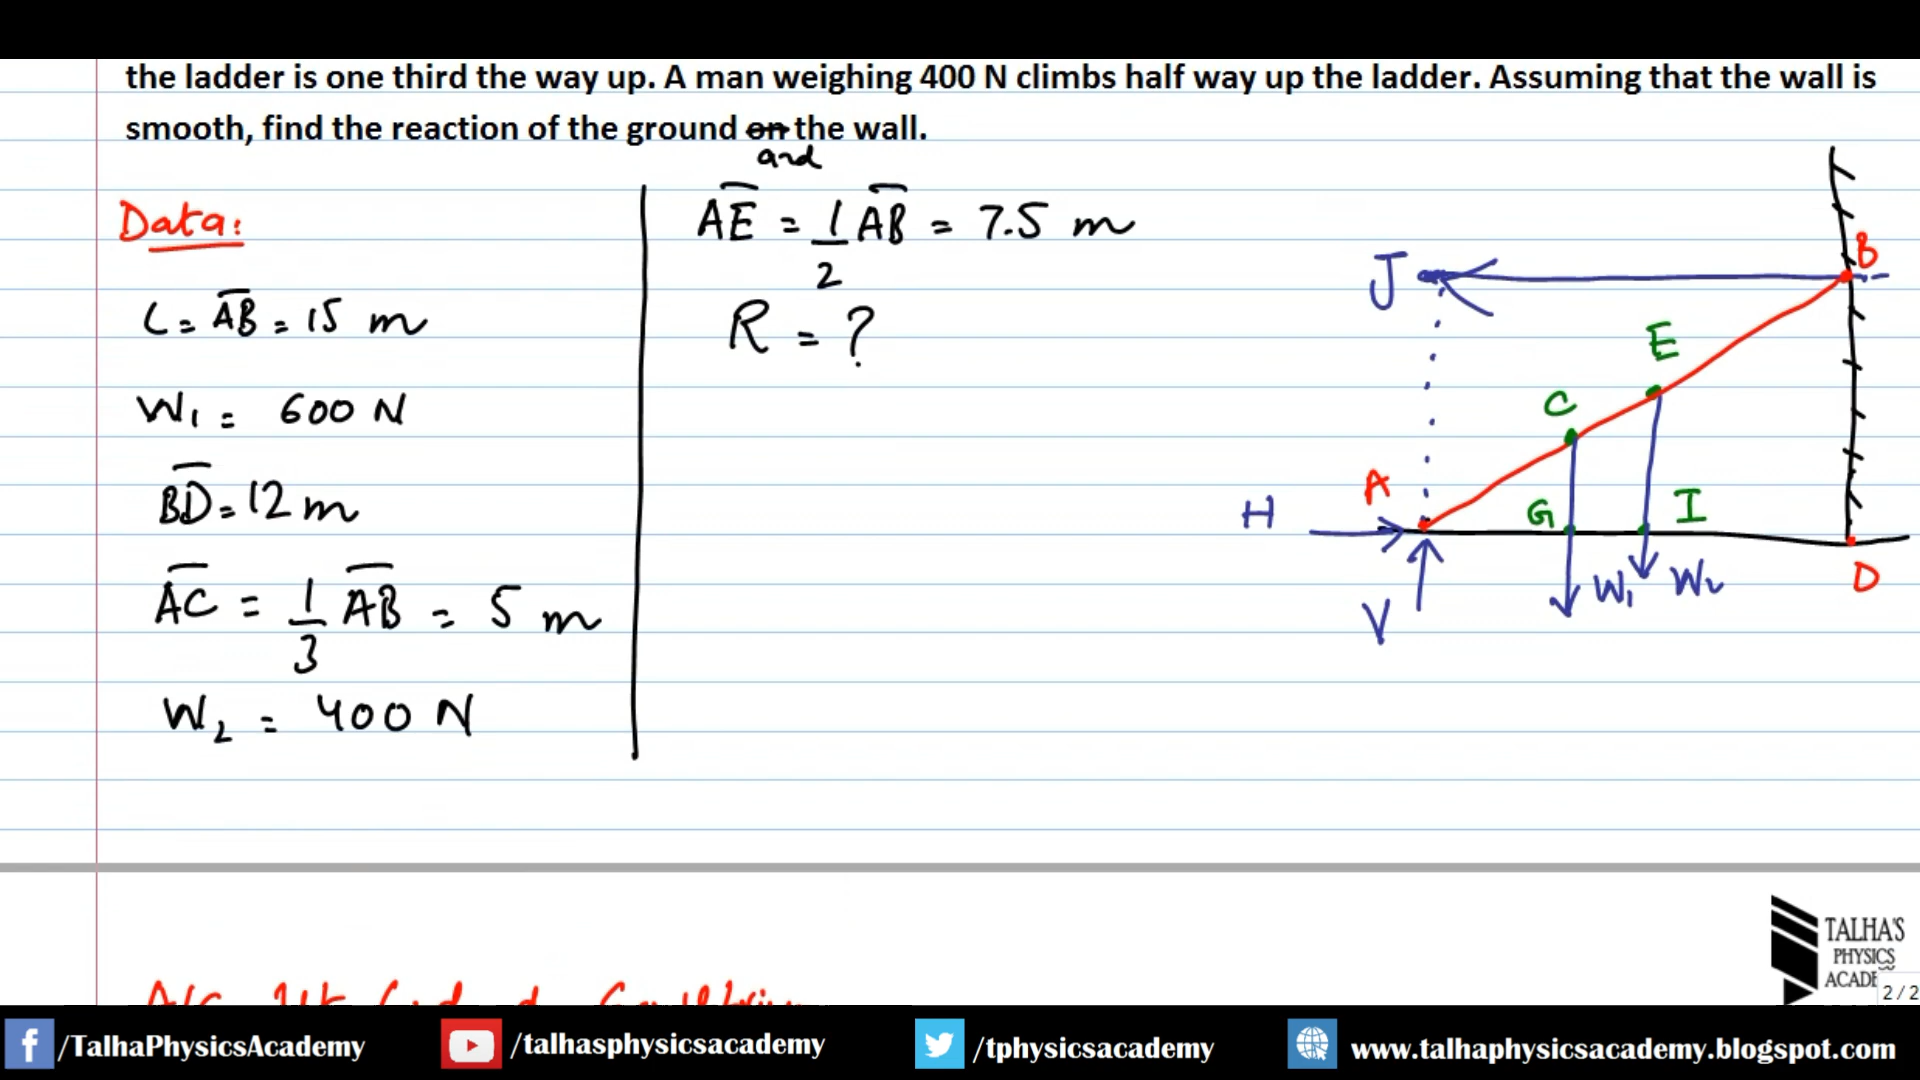 the ladder is one third the way up. A man weighing 400 N climbs half way up the ladder. Assuming that the wall is
smooth, find the reaction of the ground on the wall.
and
Data:
L = AB = 15 m
W1 = 600 N
BD = 12 m
AC = 1/3 AB = 5 m
W2 = 400 N
AE = 1/2 AB = 7.5 m
R = ?
J
B
E
C
A
H
G
I
V
W1
W2
D
TALHA'S
PHYSICS
ACADE
2 / 2
/TalhaPhysicsAcademy
/talhasphysicsacademy
/tphysicsacademy
www.talhaphysicsacademy.blogspot.com